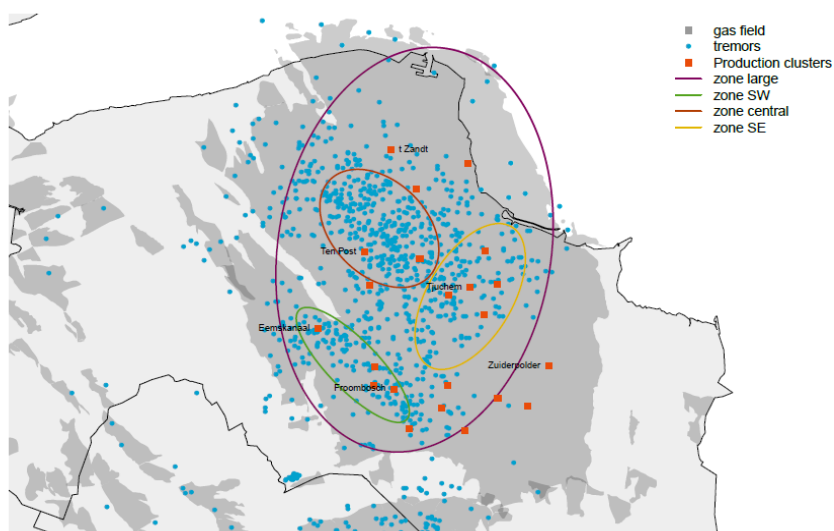 gas field
tremors
Production clusters
zone large
zone SW
zone central
zone SE
t Zandt
Ten Post
Tjuchem
Eemskanaal
Zuiderpolder
Froombosch